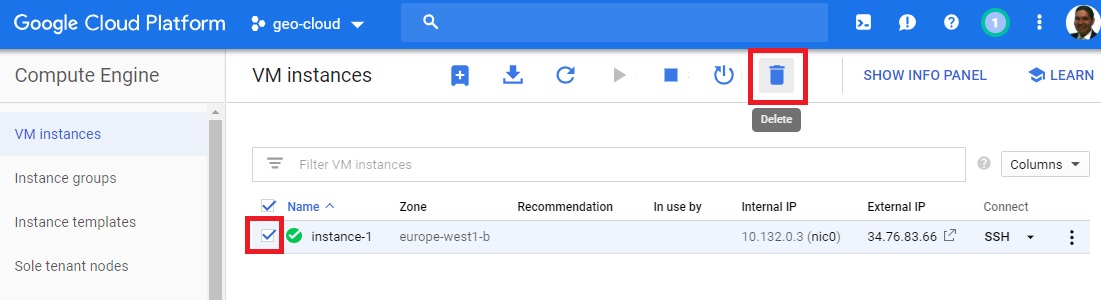 Google Cloud Platform
geo-cloud
1
Compute Engine
VM instances
SHOW INFO PANEL
LEARN
Delete
VM instances
Instance groups
Instance templates
Sole tenant nodes
Filter VM instances
Columns
Name Zone Recommendation In use by Internal IP External IP Connect
instance-1 europe-west1-b 10.132.0.3 (nic0) 34.76.83.66 SSH